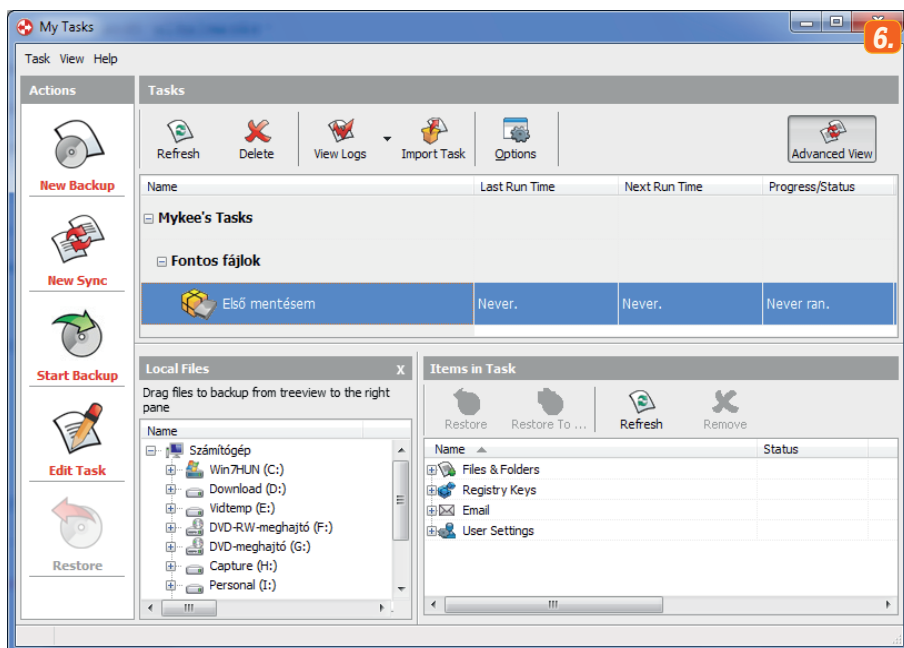 My Tasks
6.
Task View Help
Actions
Tasks
Refresh Delete View Logs Import Task Options Advanced View
New Backup
New Sync
Start Backup
Edit Task
Restore
Name Last Run Time Next Run Time Progress/Status
Mykee's Tasks
Fontos fájlok
Első mentésem Never. Never. Never ran.
Local Files X
Drag files to backup from treeview to the right
pane
Name
Számítógép
Win7HUN (C:)
Download (D:)
Vidtemp (E:)
DVD-RW-meghajtó (F:)
DVD-meghajtó (G:)
Capture (H:)
Personal (I:)
Items in Task
Restore Restore To ... Refresh Remove
Name Status
Files & Folders
Registry Keys
Email
User Settings